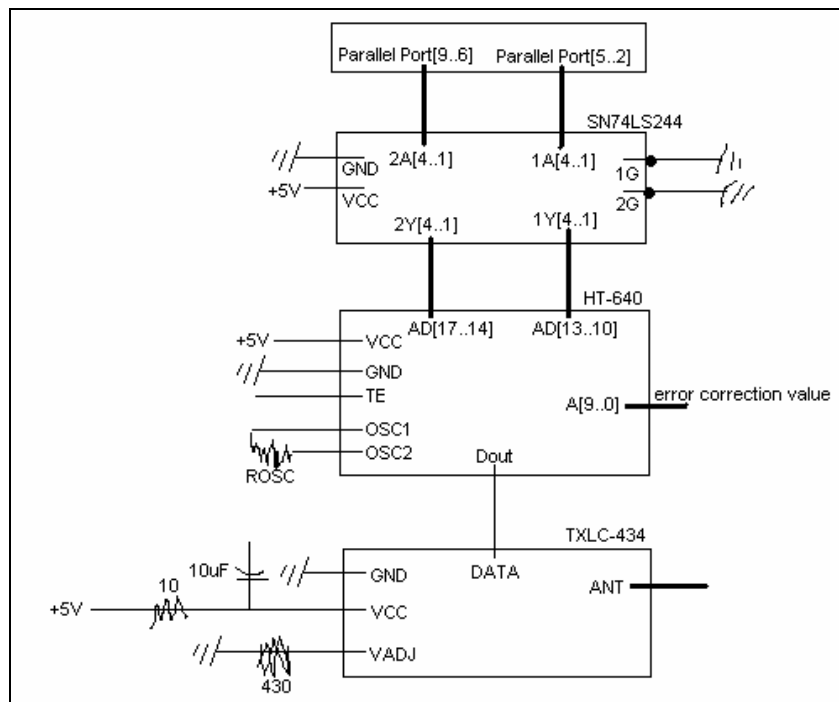 Parallel Port[9..6] Parallel Port[5..2]
SN74LS244
GND 2A[4..1] 1A[4..1] 1G
+5V VCC 2G
2Y[4..1] 1Y[4..1]
HT-640
AD[17..14] AD[13..10]
+5V VCC
GND
TE A[9..0] error correction value
OSC1
OSC2
ROSC Dout
TXLC-434
10uF GND DATA
ANT
10
+5V VCC
VADJ
430